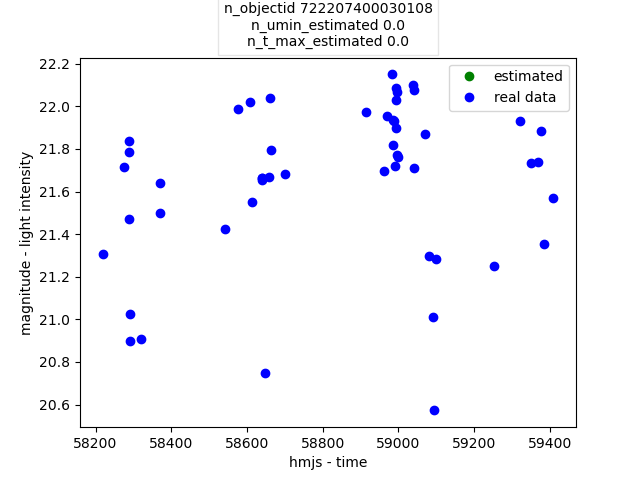 n_objectid 722207400030108
n_umin_estimated 0.0
n_t_max_estimated 0.0
estimated
real data
magnitude - light intensity
22.2
22.0
21.8
21.6
21.4
21.2
21.0
20.8
20.6
58200 58400 58600 58800 59000 59200 59400
hmjs - time